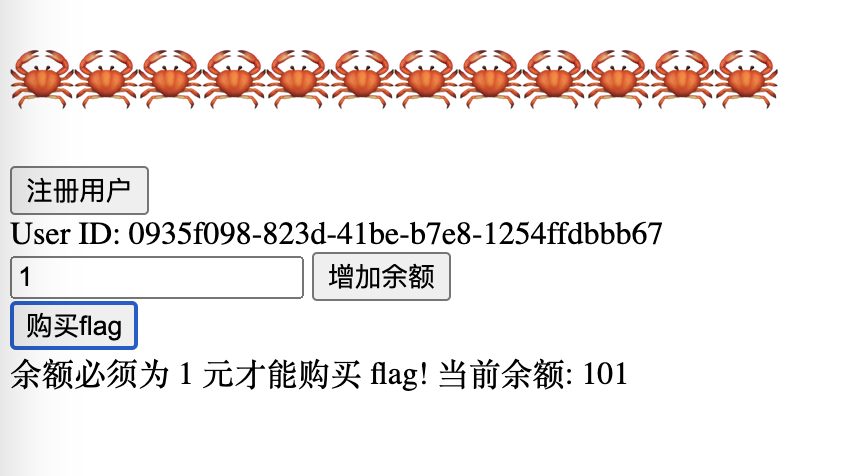 🦀🦀🦀🦀🦀🦀🦀🦀🦀🦀🦀🦀
注册用户
User ID: 0935f098-823d-41be-b7e8-1254ffdbbb67
1 增加余额
购买flag
余额必须为 1 元才能购买 flag! 当前余额: 101